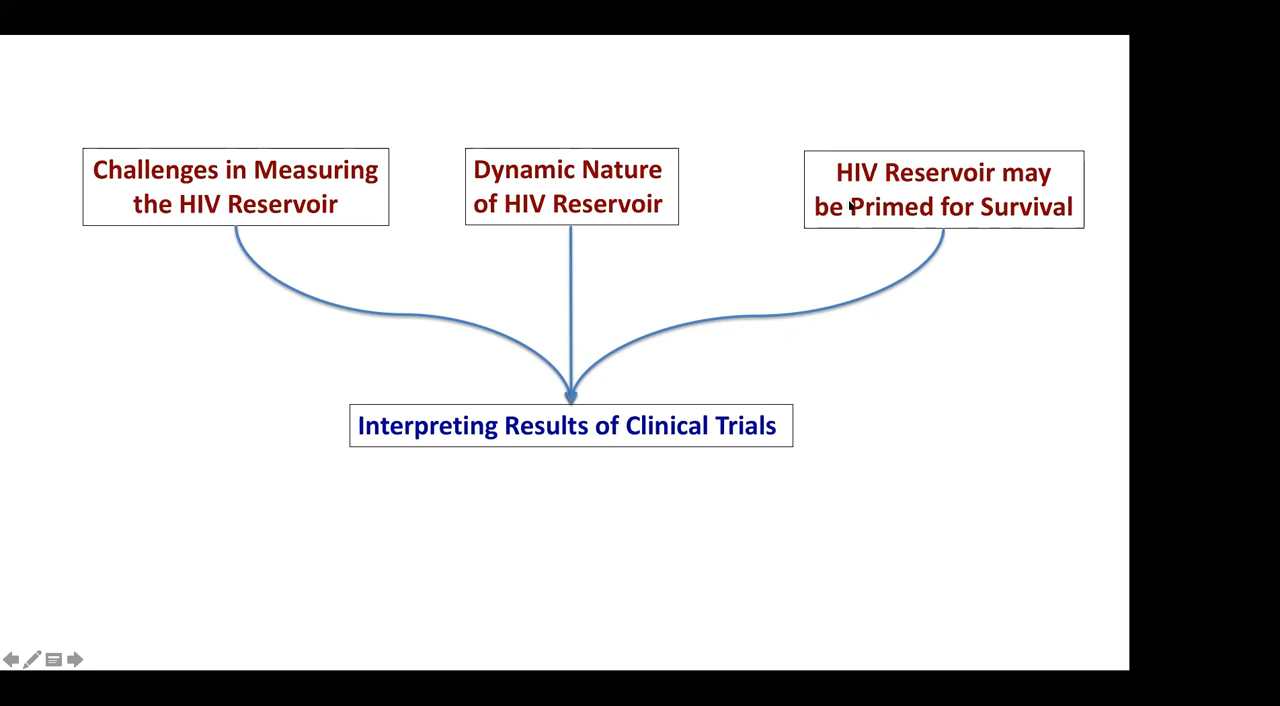 Challenges in Measuring
the HIV Reservoir
Dynamic Nature
of HIV Reservoir
HIV Reservoir may
be Primed for Survival
Interpreting Results of Clinical Trials